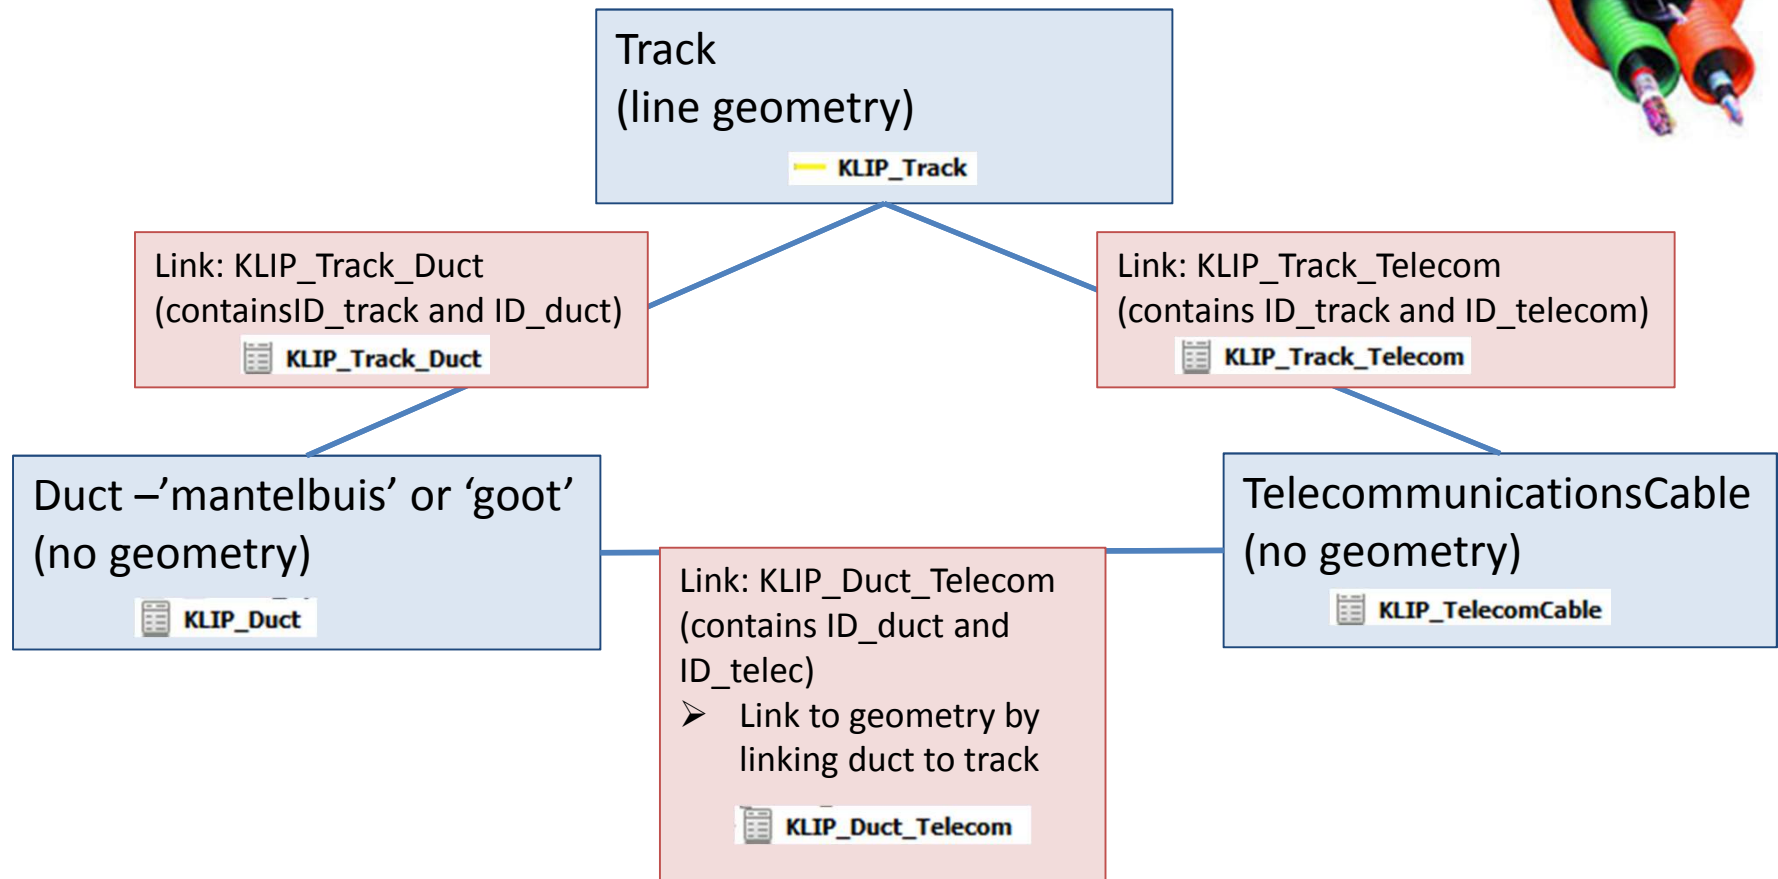 Track
(line geometry)
KLIP_Track
Link: KLIP_Track_Duct
(containsID_track and ID_duct)
KLIP_Track_Duct
Link: KLIP_Track_Telecom
(contains ID_track and ID_telecom)
KLIP_Track_Telecom
Duct –’mantelbuis’ or ‘goot’
(no geometry)
KLIP_Duct
TelecommunicationsCable
(no geometry)
KLIP_TelecomCable
Link: KLIP_Duct_Telecom
(contains ID_duct and
ID_telec)
➢ Link to geometry by
linking duct to track
KLIP_Duct_Telecom